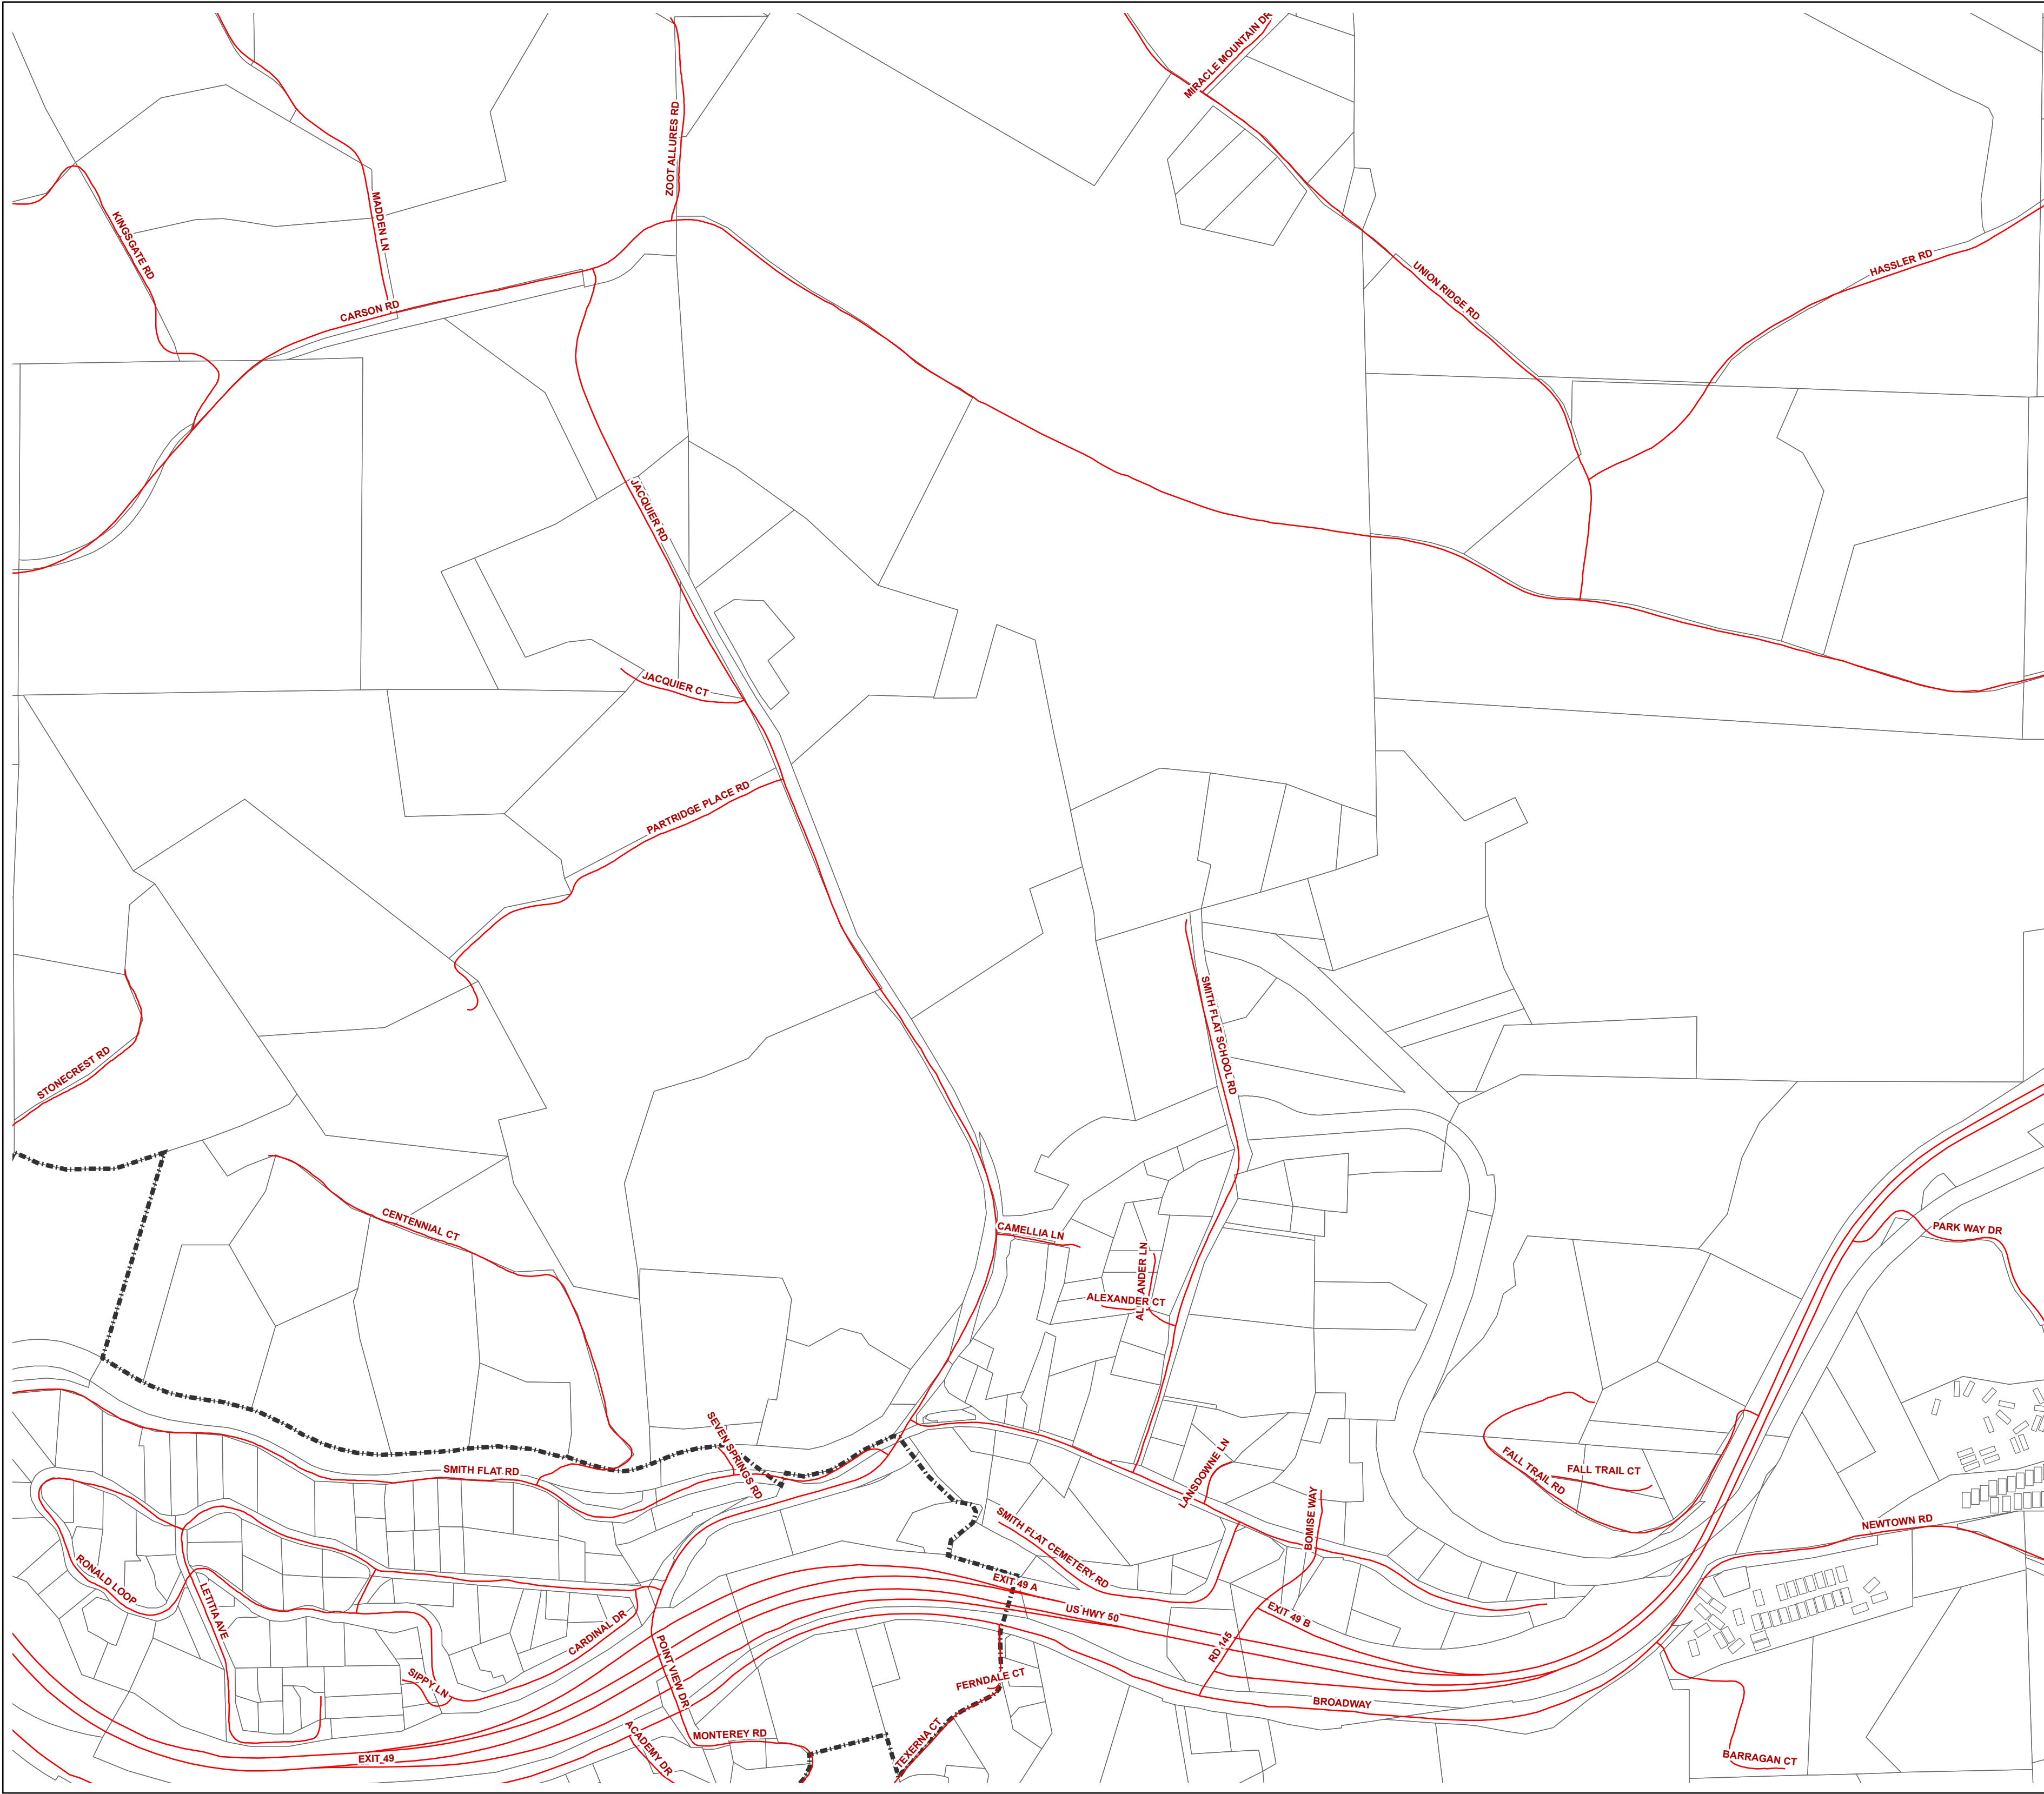 MIRACLE MOUNTAIN DR
ZOOT ALLURES RD
MADDEN LN
KINGSGATE RD
CARSON RD
UNION RIDGE RD
HASSLER RD
JACQUIER RD
JACQUIER CT
PARTRIDGE PLACE RD
STONECREST RD
SMITH FLAT SCHOOL RD
CENTENNIAL CT
CAMELLIA LN
PARK WAY DR
ALEXANDER CT
SEVEN SPRINGS RD
SMITH FLAT RD
LANSDOWNE LN
FALL TRAIL RD
FALL TRAIL CT
BOMISE WAY
NEWTOWN RD
SMITH FLAT CEMETERY RD
RONALD LOOP
LETITIA AVE
EXIT 49 A
US HWY 50
EXIT 49 B
CARDINAL DR
POINT VIEW DR
RD 145
SIPPY LN
FERNDALE CT
BROADWAY
MONTEREY RD
ACADEMY DR
TEXERNA CT
EXIT 49
BARRAGAN CT